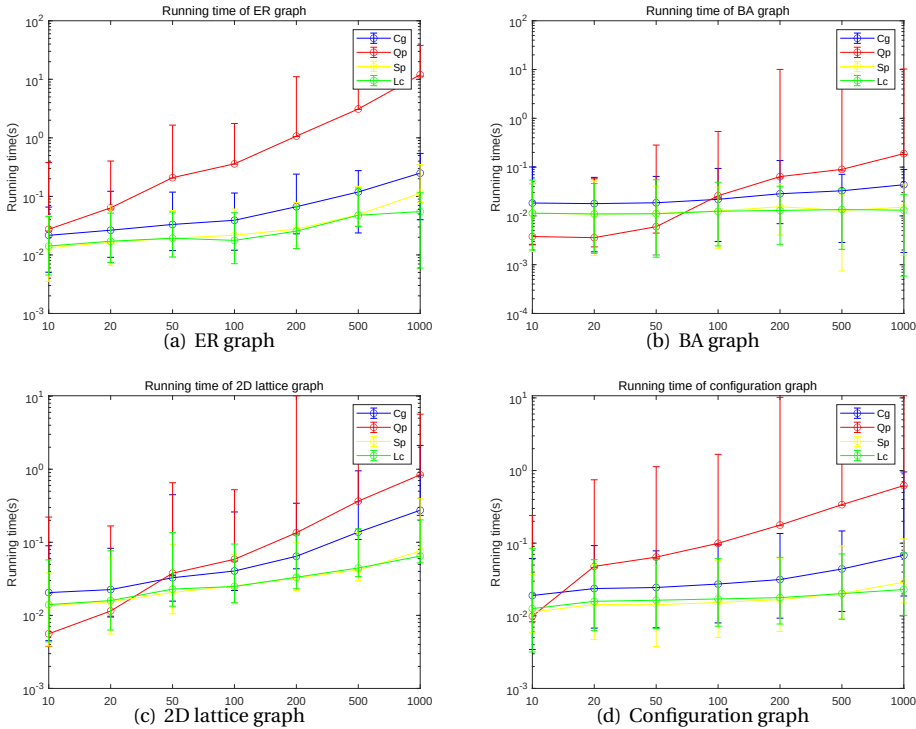 Running time of ER graph
Running time(s)
10^2
10^1
10^0
10^-1
10^-2
10^-3
10 20 50 100 200 500 1000
Cg
Qp
Sp
Lc
(a) ER graph
Running time of BA graph
Running time(s)
10^2
10^1
10^0
10^-1
10^-2
10^-3
10^-4
10 20 50 100 200 500 1000
Cg
Qp
Sp
Lc
(b) BA graph
Running time of 2D lattice graph
Running time(s)
10^1
10^0
10^-1
10^-2
10^-3
10 20 50 100 200 500 1000
Cg
Qp
Sp
Lc
(c) 2D lattice graph
Running time of configuration graph
Running time(s)
10^1
10^0
10^-1
10^-2
10^-3
10 20 50 100 200 500 1000
Cg
Qp
Sp
Lc
(d) Configuration graph